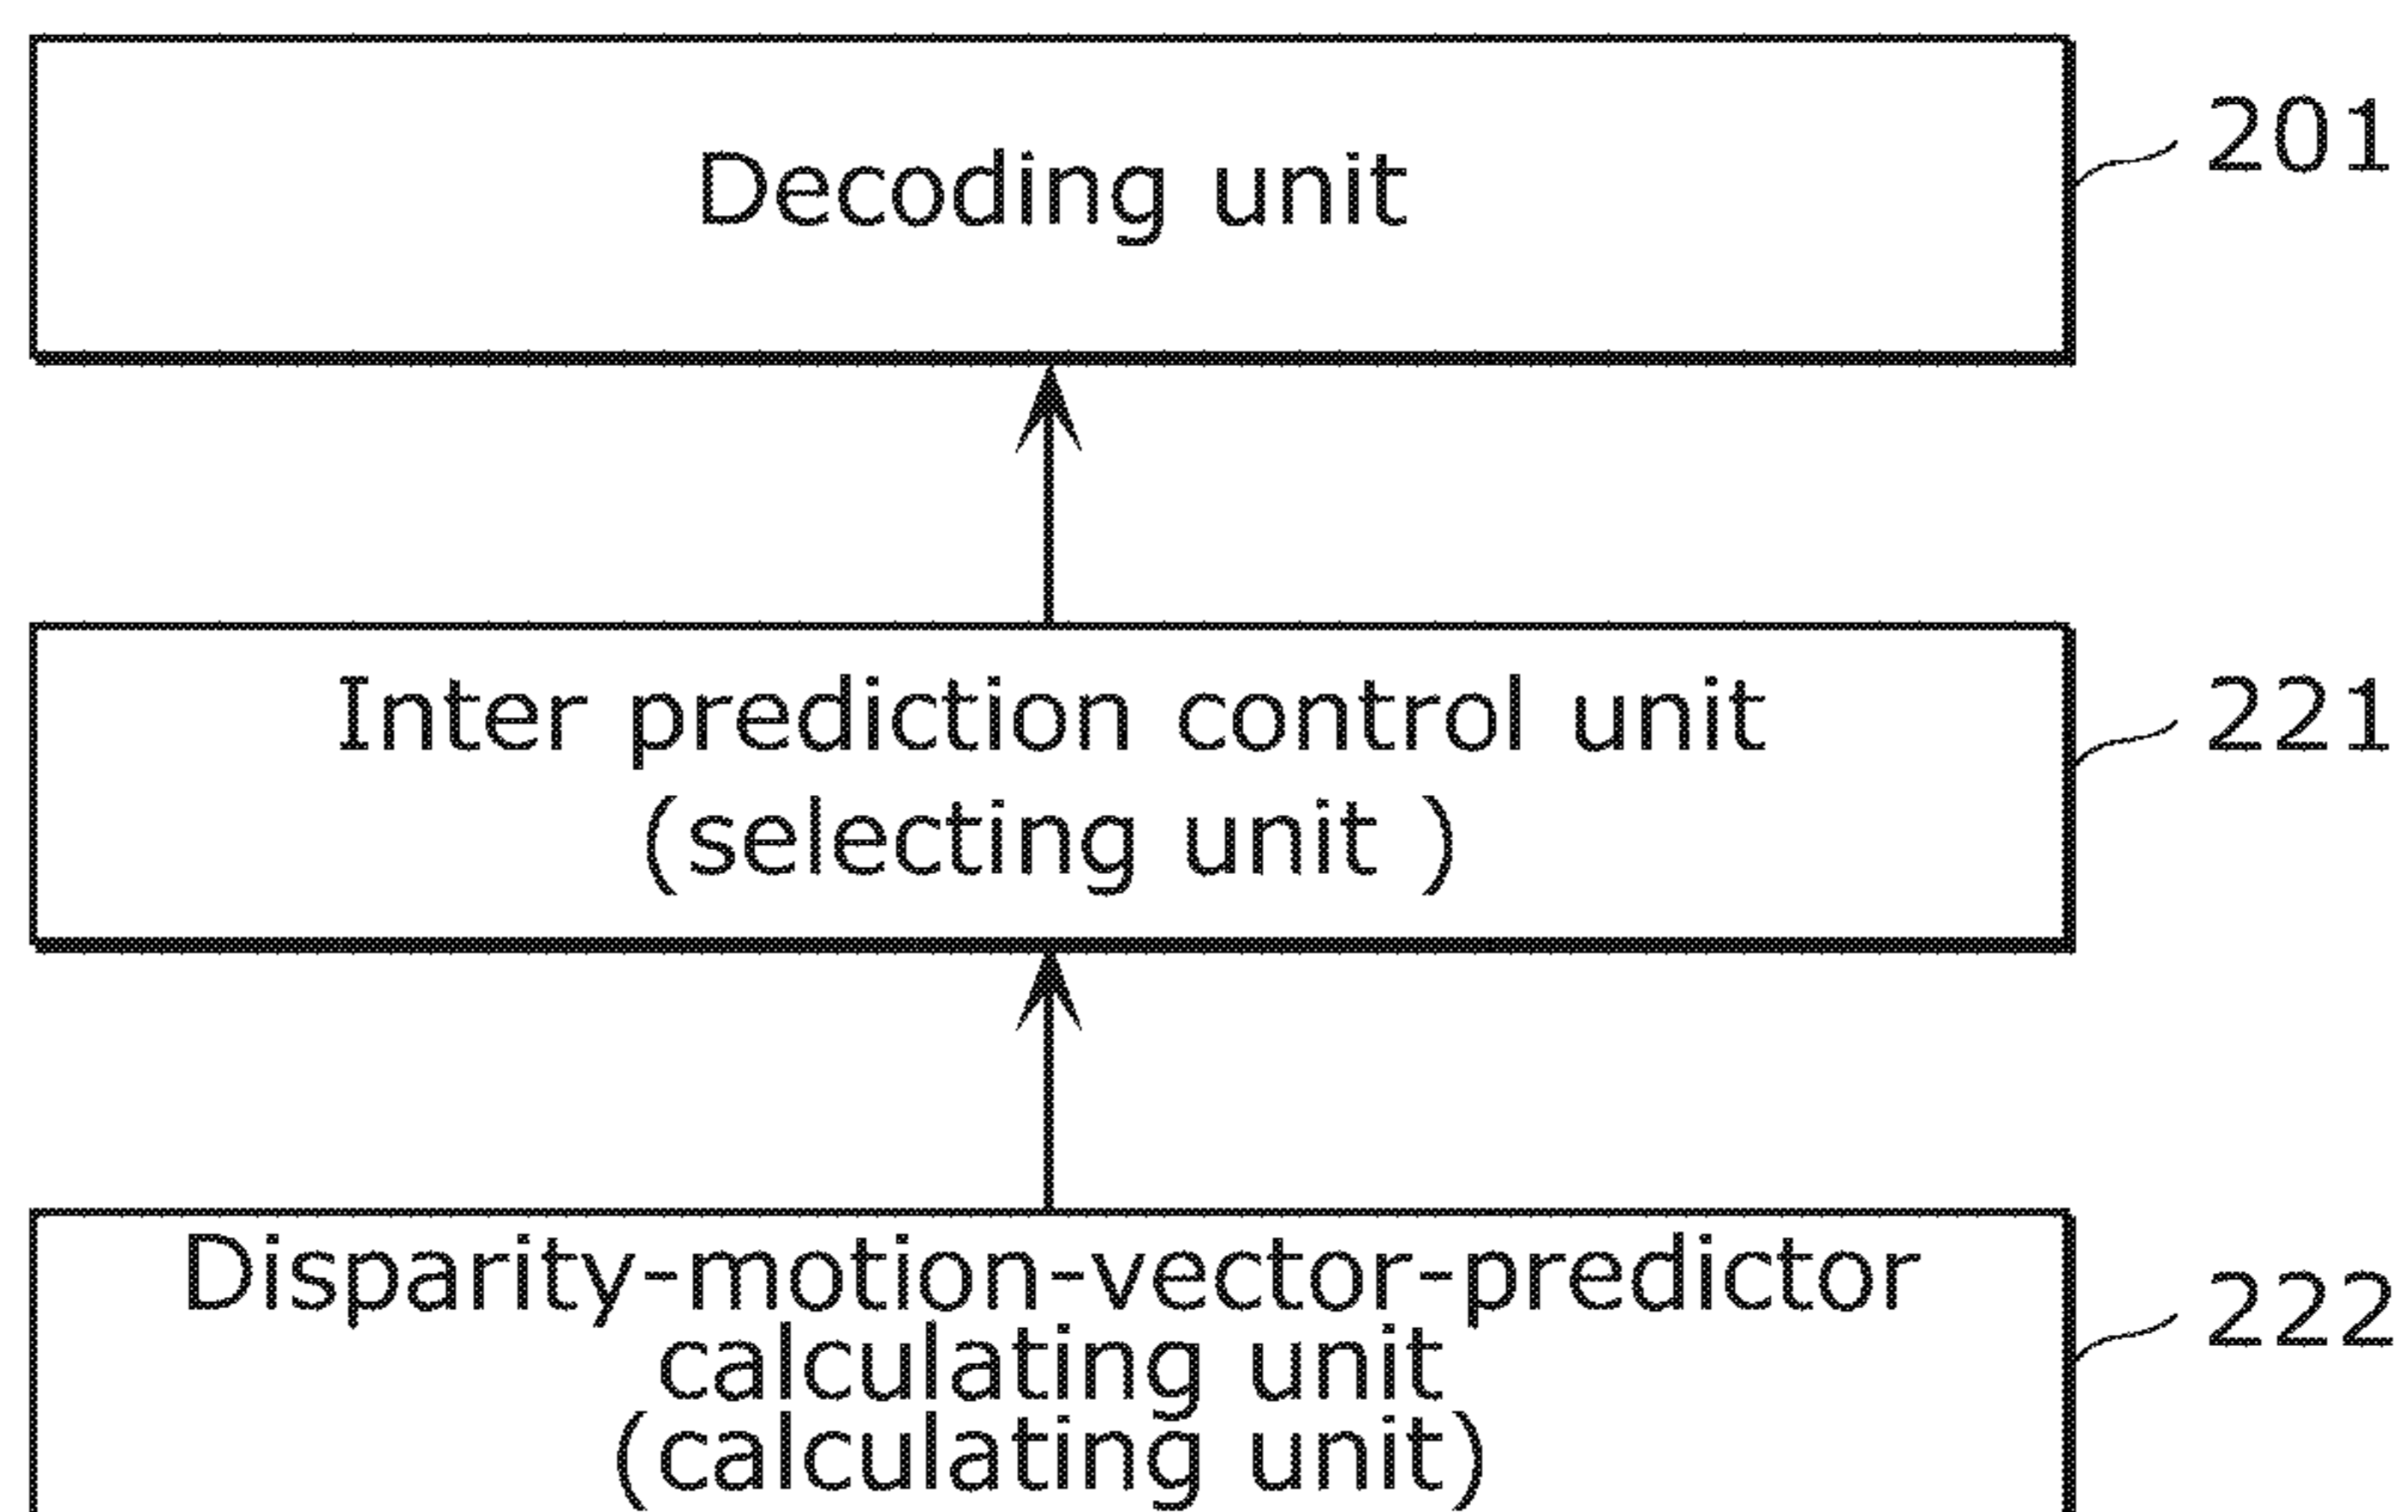 Decoding unit
201
Inter prediction control unit
(selecting unit )
221
Disparity-motion-vector-predictor
calculating unit
(calculating unit)
222